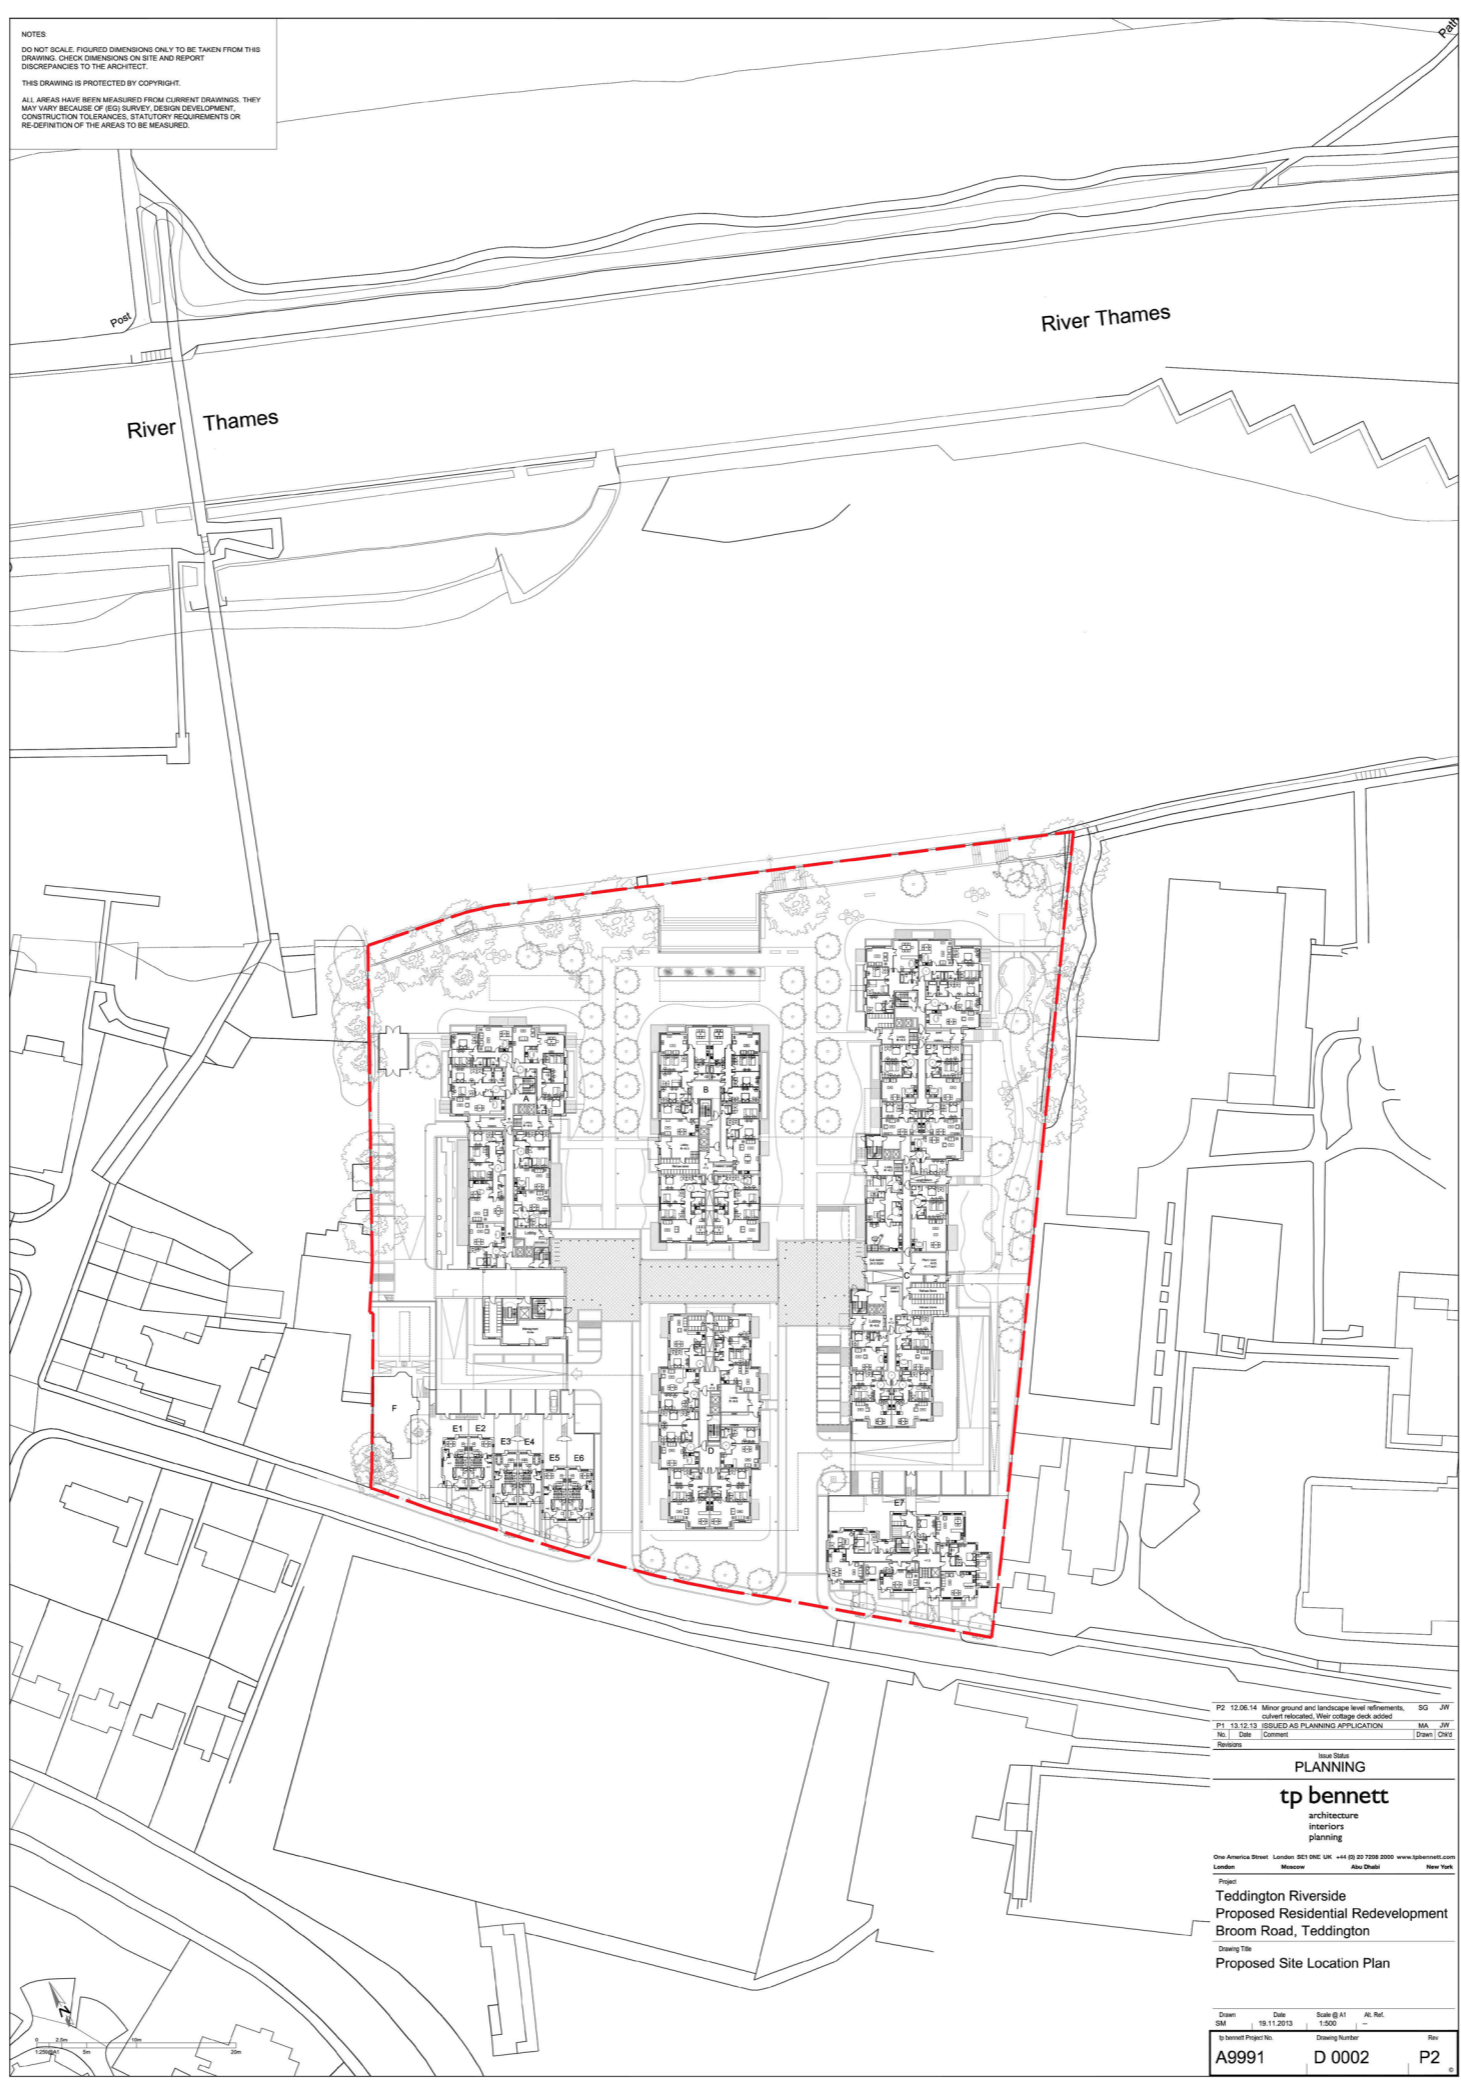 NOTES:
DO NOT SCALE. FIGURED DIMENSIONS ONLY TO BE TAKEN FROM THIS
DRAWING. CHECK DIMENSIONS ON SITE AND REPORT
DISCREPANCIES TO THE ARCHITECT.
THIS DRAWING IS PROTECTED BY COPYRIGHT.
ALL AREAS HAVE BEEN MEASURED FROM CURRENT DRAWINGS. THEY
MAY VARY BECAUSE OF (EG) SURVEY, DESIGN DEVELOPMENT,
CONSTRUCTION TOLERANCES, STATUTORY REQUIREMENTS OR
RE-DEFINITION OF THE AREAS TO BE MEASURED.
Path
Post
River Thames
River Thames
A
B
Lobby
C
Lobby
D
F
E1 E2
E3 E4
E5 E6
E7
P2 12.06.14 Minor ground and landscape level refinements, SG JW
culvert relocated, Weir cottage deck added
P1 13.12.13 ISSUED AS PLANNING APPLICATION MA JW
No. Date Comment Drawn Chk'd
Revisions
Issue Status
PLANNING
tp bennett
architecture
interiors
planning
One America Street London SE1 0NE UK +44 (0) 20 7208 2000 www.tpbennett.com
London Moscow Abu Dhabi New York
Project
Teddington Riverside
Proposed Residential Redevelopment
Broom Road, Teddington
Drawing Title
Proposed Site Location Plan
Drawn Date Scale @ A1 Alt. Ref.
SM 19.11.2013 1:500 --
tp bennett Project No. Drawing Number Rev
A9991 D 0002 P2
©
N
0 2.5m 10m
1:250@A1 5m 20m